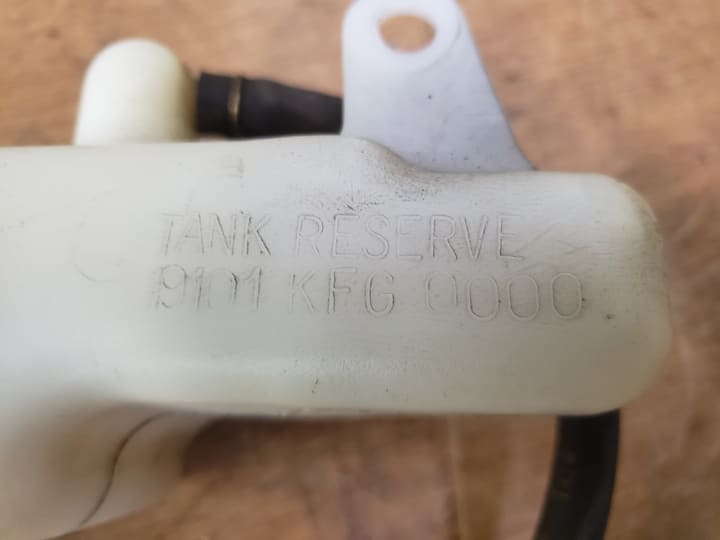 TANK RESERVE
9101 KFG 0000